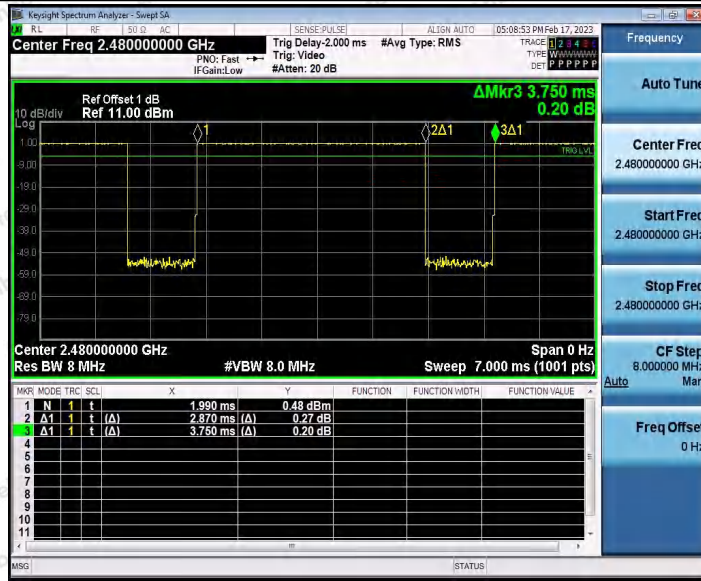 Keysight Spectrum Analyzer - Swept SA
RL RF 50 Ω AC SENSE:PULSE ALIGN AUTO 05:08:53 PM Feb 17, 2023
Center Freq 2.480000000 GHz
PNO: Fast
IFGain:Low
Trig Delay-2.000 ms
Trig: Video
#Atten: 20 dB
#Avg Type: RMS
TRACE 1 2 3 4 5 6
TYPE WWWWWW
DET P P P P P P
ΔMkr3 3.750 ms
0.20 dB
Ref Offset 1 dB
10 dB/div Ref 11.00 dBm
Log
1 2Δ1 3Δ1
1.00
TRIG LVL
-9.00
-19.0
-29.0
-39.0
-49.0
-59.0
-69.0
-79.0
Center 2.480000000 GHz Span 0 Hz
Res BW 8 MHz #VBW 8.0 MHz Sweep 7.000 ms (1001 pts)
MKR MODE TRC SCL X Y FUNCTION FUNCTION WIDTH FUNCTION VALUE
1 N 1 t 1.990 ms 0.48 dBm
2 Δ1 1 t (Δ) 2.870 ms (Δ) 0.27 dB
3 Δ1 1 t (Δ) 3.750 ms (Δ) 0.20 dB
4
5
6
7
8
9
10
11
MSG STATUS
Frequency
Auto Tune
Center Freq
2.480000000 GHz
Start Freq
2.480000000 GHz
Stop Freq
2.480000000 GHz
CF Step
8.000000 MHz
Auto Man
Freq Offset
0 Hz